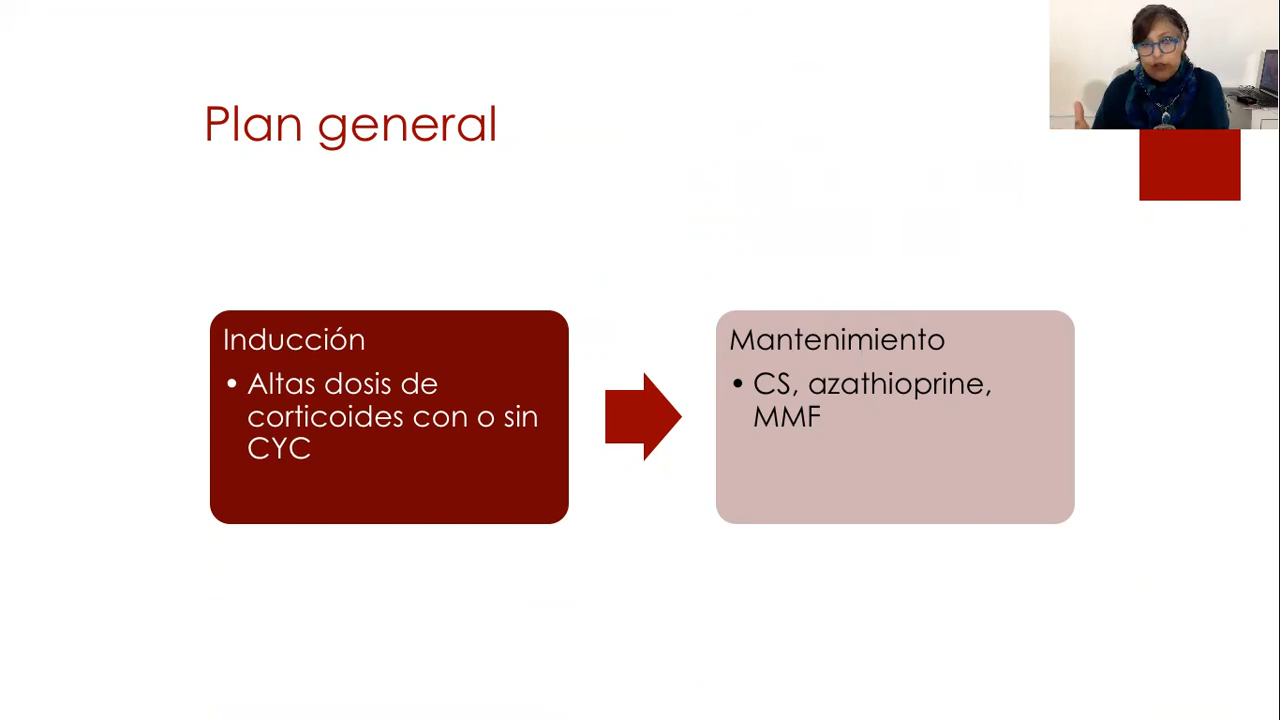 Plan general
Inducción
• Altas dosis de
corticoides con o sin
CYC
Mantenimiento
• CS, azathioprine,
MMF